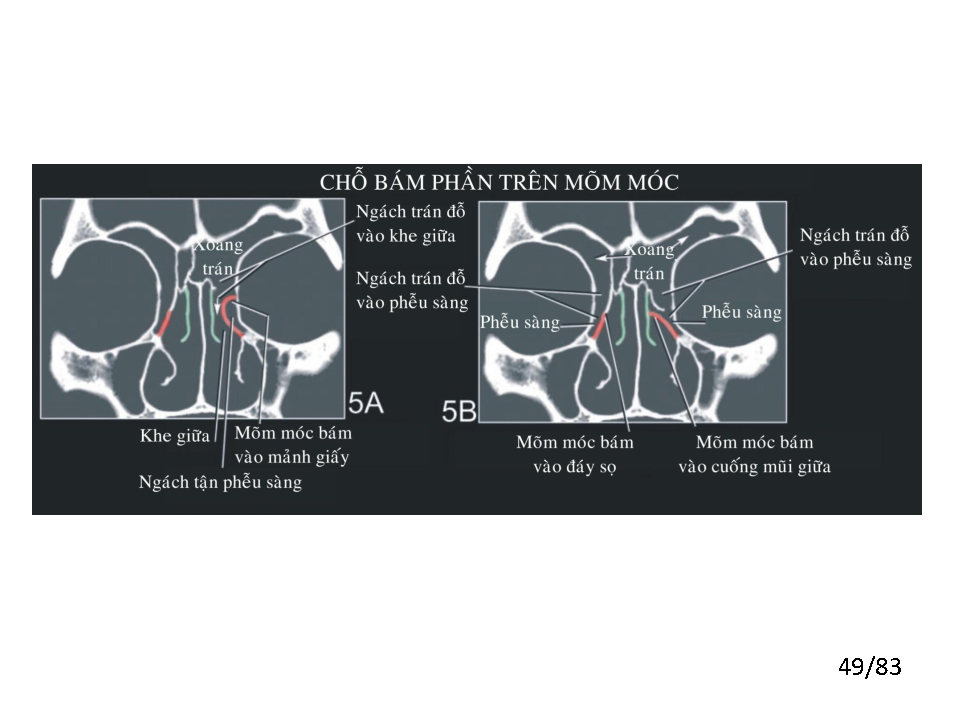 CHỖ BÁM PHẦN TRÊN MÕM MÓC
Xoang
trán
Ngách trán đỗ
vào khe giữa
Ngách trán đỗ
vào phễu sàng
Khe giữa
Mõm móc bám
vào mảnh giấy
Ngách tận phễu sàng
5A
5B
Phễu sàng
Xoang
trán
Phễu sàng
Ngách trán đỗ
vào phễu sàng
Mõm móc bám
vào đáy sọ
Mõm móc bám
vào cuống mũi giữa
49/83